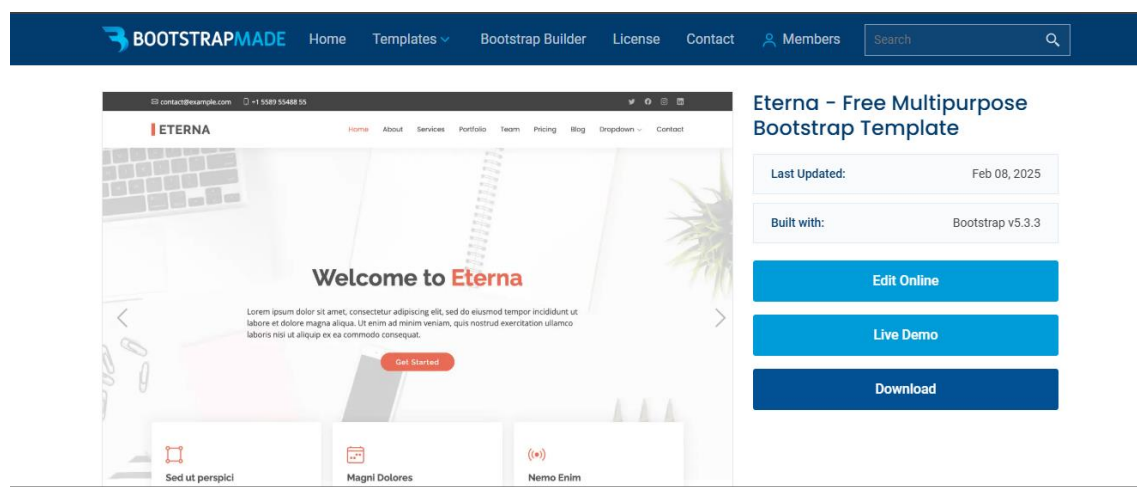 BOOTSTRAPMADE Home Templates Bootstrap Builder License Contact Members Search
contact@example.com +1 5589 55488 55
ETERNA Home About Services Portfolio Team Pricing Blog Dropdown Contact
Welcome to Eterna
Lorem ipsum dolor sit amet, consectetur adipiscing elit, sed do eiusmod tempor incididunt ut
labore et dolore magna aliqua. Ut enim ad minim veniam, quis nostrud exercitation ullamco
laboris nisi ut aliquip ex ea commodo consequat.
Get Started
Sed ut perspici Magni Dolores Nemo Enim
Eterna - Free Multipurpose
Bootstrap Template
Last Updated: Feb 08, 2025
Built with: Bootstrap v5.3.3
Edit Online
Live Demo
Download